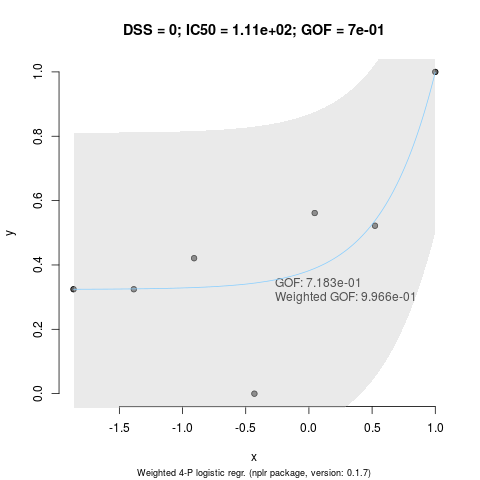 DSS = 0; IC50 = 1.11e+02; GOF = 7e-01
1.0
0.8
0.6
0.4
0.2
0.0
y
GOF: 7.183e-01
Weighted GOF: 9.966e-01
-1.5 -1.0 -0.5 0.0 0.5 1.0
x
Weighted 4-P logistic regr. (nplr package, version: 0.1.7)